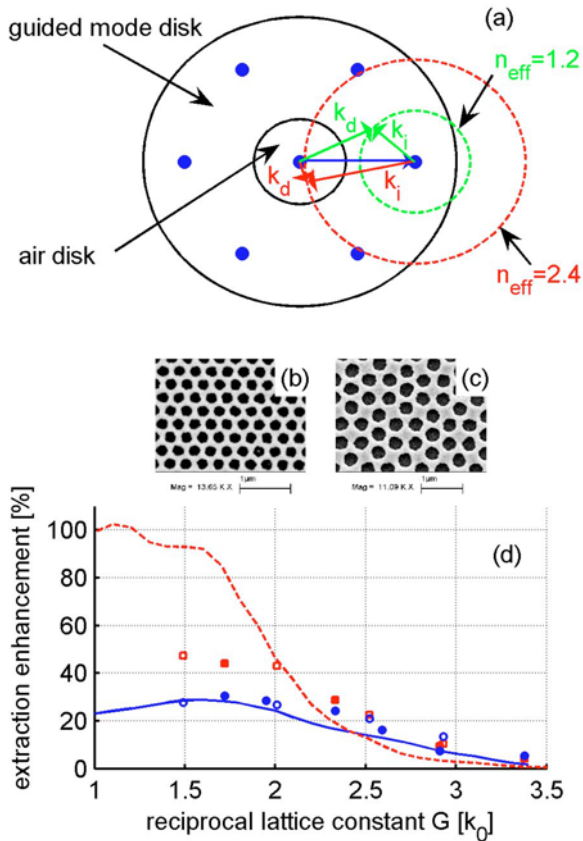 (a)
guided mode disk
n_eff=1.2
k_d
k_i
k_d
k_i
air disk
n_eff=2.4
(b)
(c)
1µm
Mag = 13.65 K X
1µm
Mag = 11.09 K X
(d)
extraction enhancement [%]
100
80
60
40
20
0
1
1.5
2
2.5
3
3.5
reciprocal lattice constant G [k_0]